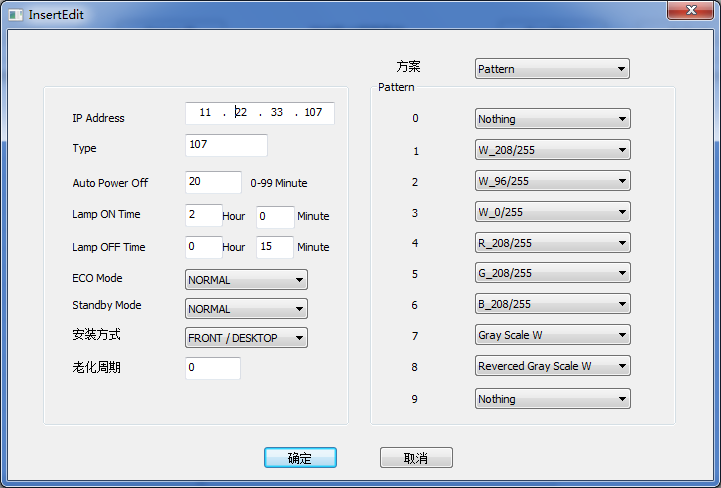 InsertEdit
方案 Pattern
Pattern
IP Address 11 . 22 . 33 . 107
Type 107
Auto Power Off 20 0-99 Minute
Lamp ON Time 2 Hour 0 Minute
Lamp OFF Time 0 Hour 15 Minute
ECO Mode NORMAL
Standby Mode NORMAL
安装方式 FRONT / DESKTOP
老化周期 0
0 Nothing
1 W_208/255
2 W_96/255
3 W_0/255
4 R_208/255
5 G_208/255
6 B_208/255
7 Gray Scale W
8 Reverced Gray Scale W
9 Nothing
确定 取消